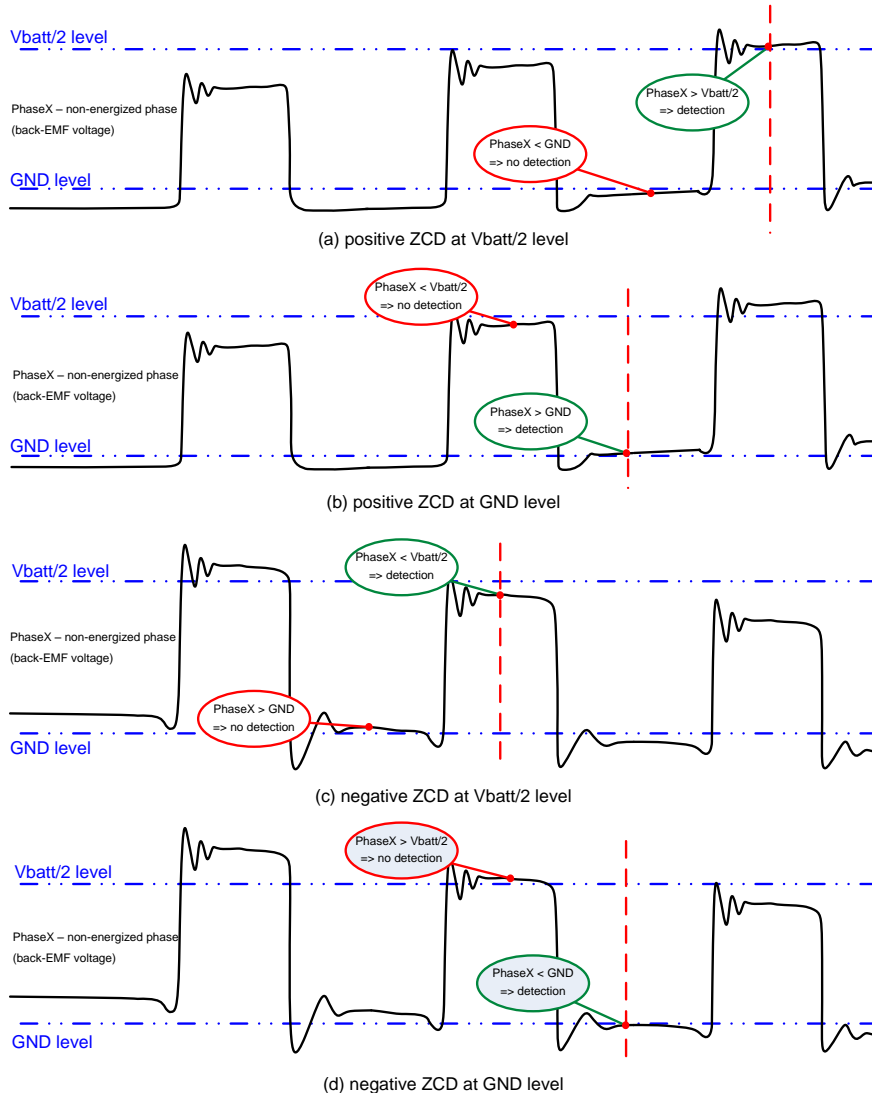 Vbatt/2 level
PhaseX > Vbatt/2
=> detection
PhaseX – non-energized phase
(back-EMF voltage)
PhaseX < GND
=> no detection
GND level
(a) positive ZCD at Vbatt/2 level
PhaseX < Vbatt/2
=> no detection
Vbatt/2 level
PhaseX – non-energized phase
(back-EMF voltage)
PhaseX > GND
=> detection
GND level
(b) positive ZCD at GND level
PhaseX < Vbatt/2
=> detection
Vbatt/2 level
PhaseX – non-energized phase
(back-EMF voltage)
PhaseX > GND
=> no detection
GND level
(c) negative ZCD at Vbatt/2 level
PhaseX > Vbatt/2
=> no detection
Vbatt/2 level
PhaseX – non-energized phase
(back-EMF voltage)
PhaseX < GND
=> detection
GND level
(d) negative ZCD at GND level